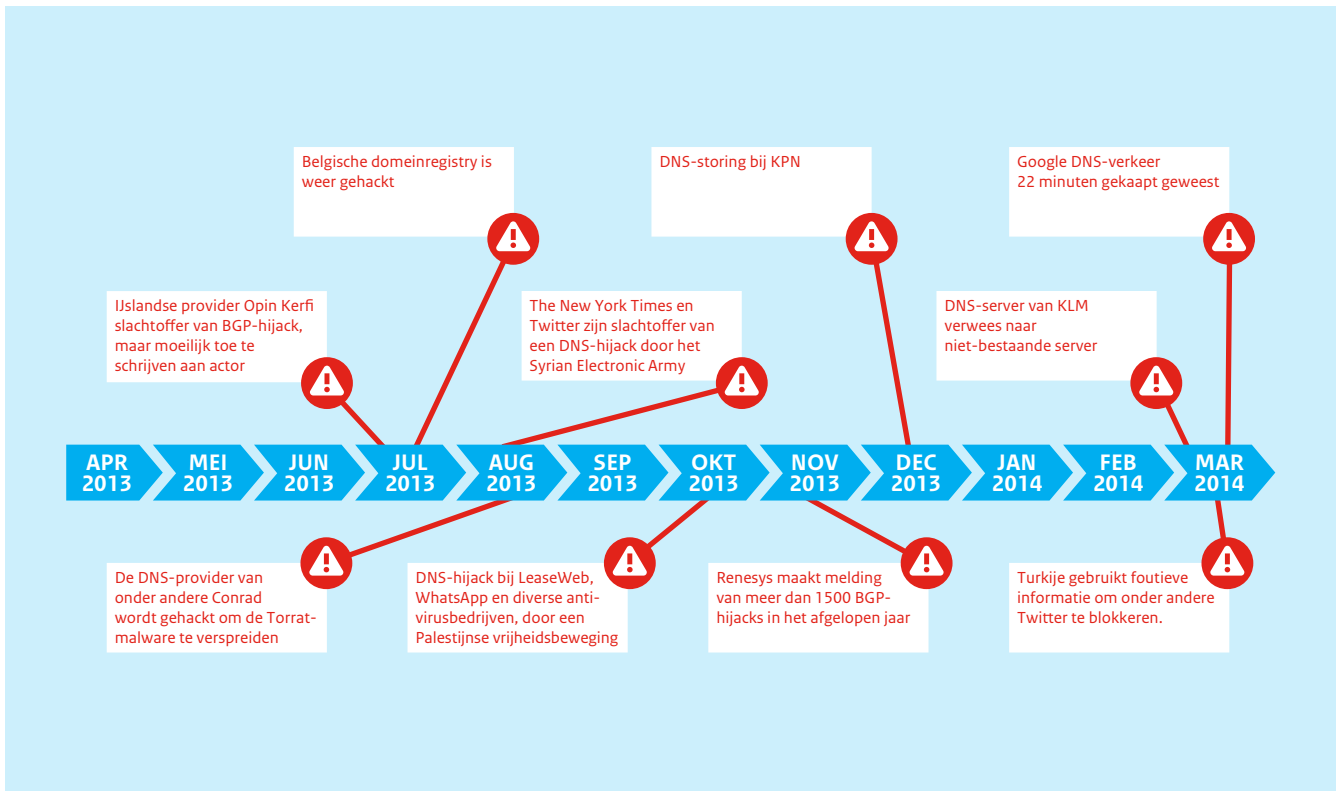 Belgische domeinregistry is
weer gehackt
DNS-storing bij KPN
Google DNS-verkeer
22 minuten gekaapt geweest
IJslandse provider Opin Kerfi
slachtoffer van BGP-hijack,
maar moeilijk toe te
schrijven aan actor
The New York Times en
Twitter zijn slachtoffer van
een DNS-hijack door het
Syrian Electronic Army
DNS-server van KLM
verwees naar
niet-bestaande server
APR
2013
MEI
2013
JUN
2013
JUL
2013
AUG
2013
SEP
2013
OKT
2013
NOV
2013
DEC
2013
JAN
2014
FEB
2014
MAR
2014
De DNS-provider van
onder andere Conrad
wordt gehackt om de Torrat-
malware te verspreiden
DNS-hijack bij LeaseWeb,
WhatsApp en diverse anti-
virusbedrijven, door een
Palestijnse vrijheidsbeweging
Renesys maakt melding
van meer dan 1500 BGP-
hijacks in het afgelopen jaar
Turkije gebruikt foutieve
informatie om onder andere
Twitter te blokkeren.